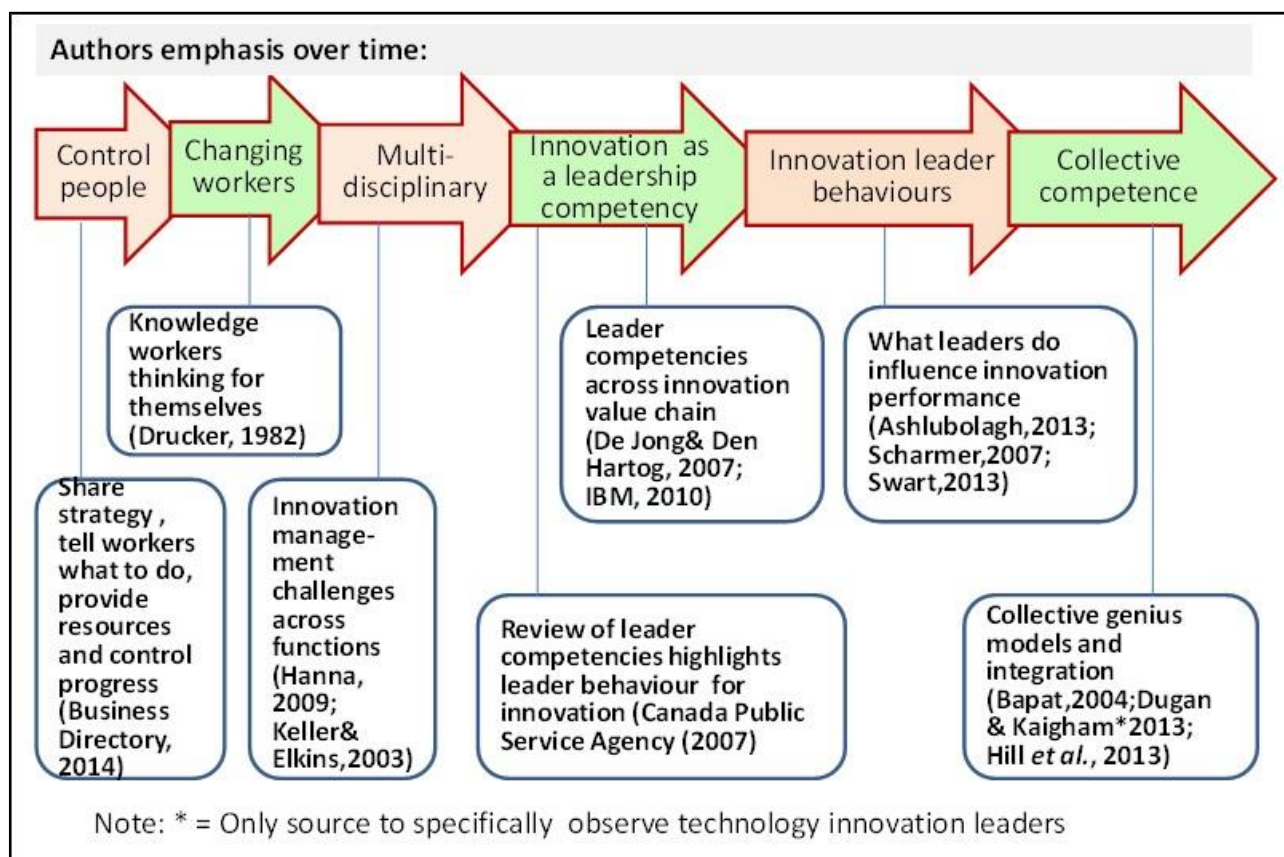 Authors emphasis over time:
Control
people
Changing
workers
Multi-
disciplinary
Innovation as
a leadership
competency
Innovation leader
behaviours
Collective
competence
Knowledge
workers
thinking for
themselves
(Drucker, 1982)
Leader
competencies
across innovation
value chain
(De Jong& Den
Hartog, 2007;
IBM, 2010)
What leaders do
influence innovation
performance
(Ashlubolagh,2013;
Scharmer,2007;
Swart,2013)
Share
strategy ,
tell workers
what to do,
provide
resources
and control
progress
(Business
Directory,
2014)
Innovation
manage-
ment
challenges
across
functions
(Hanna,
2009;
Keller&
Elkins,2003)
Review of leader
competencies highlights
leader behaviour for
innovation (Canada Public
Service Agency (2007)
Collective genius
models and
integration
(Bapat,2004;Dugan
& Kaigham*2013;
Hill et al., 2013)
Note: * = Only source to specifically observe technology innovation leaders